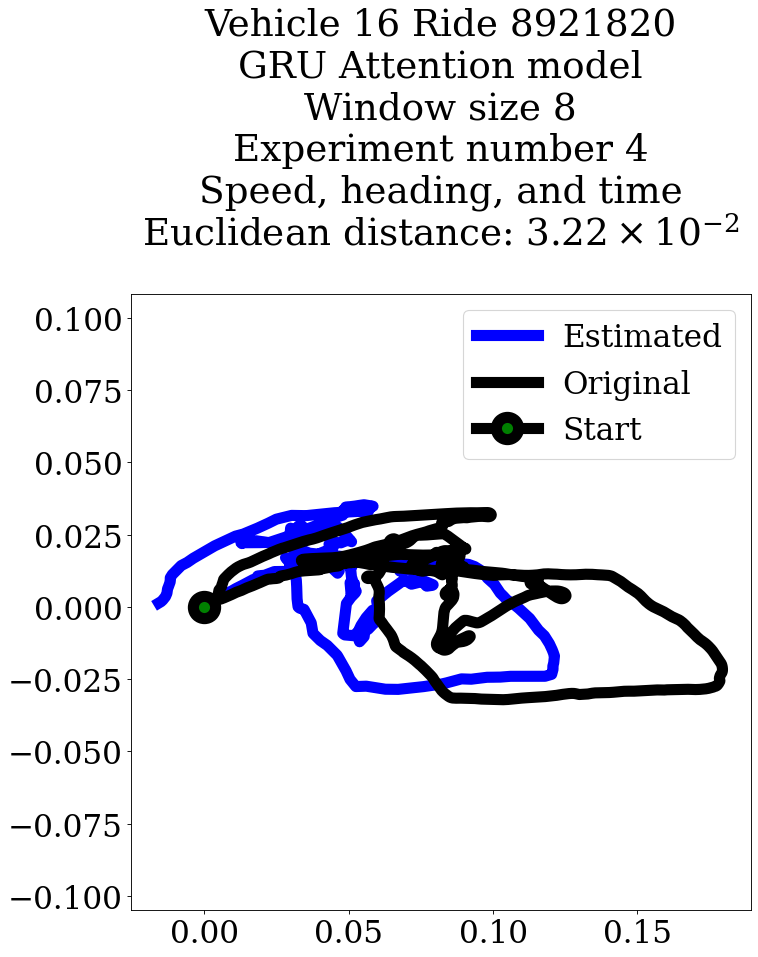 Vehicle 16 Ride 8921820
GRU Attention model
Window size 8
Experiment number 4
Speed, heading, and time
Euclidean distance: 3.22 × 10⁻²
Estimated
Original
Start
0.100
0.075
0.050
0.025
0.000
−0.025
−0.050
−0.075
−0.100
0.00 0.05 0.10 0.15